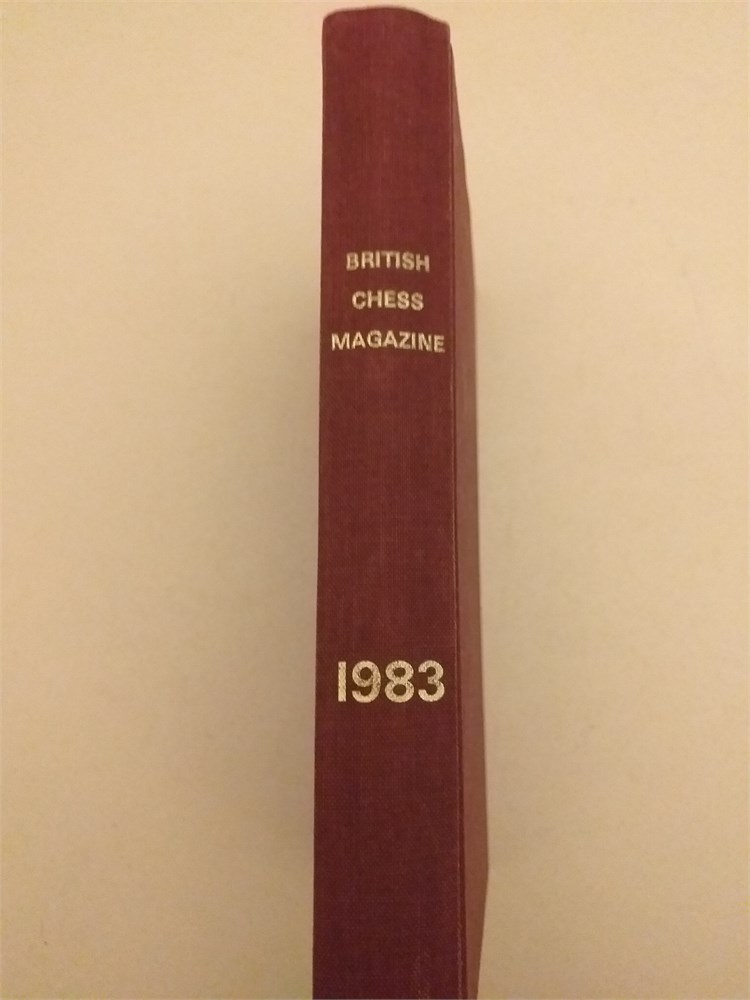 BRITISH
CHESS
MAGAZINE
1983